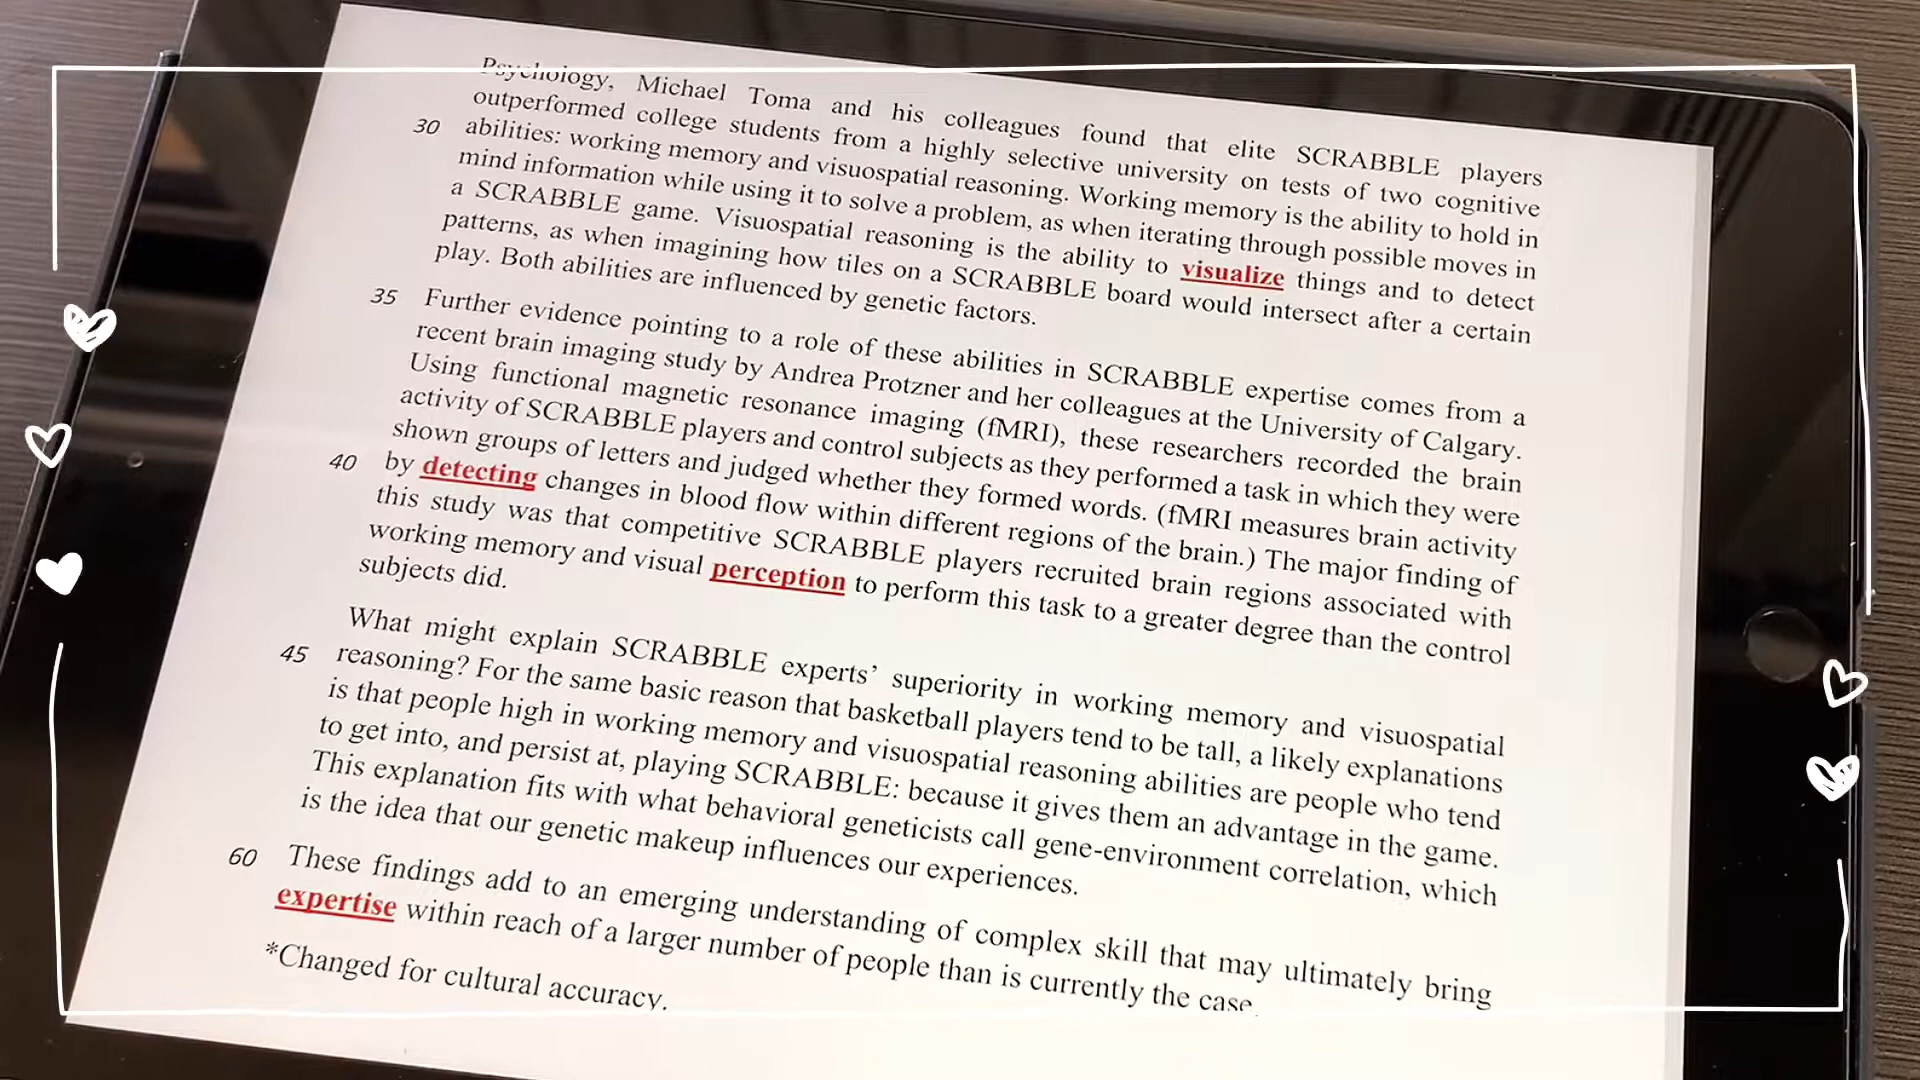 Psychology, Michael Toma and his colleagues found that elite SCRABBLE players
outperformed college students from a highly selective university on tests of two cognitive
30 abilities: working memory and visuospatial reasoning. Working memory is the ability to hold in
mind information while using it to solve a problem, as when iterating through possible moves in
a SCRABBLE game. Visuospatial reasoning is the ability to visualize things and to detect
patterns, as when imagining how tiles on a SCRABBLE board would intersect after a certain
play. Both abilities are influenced by genetic factors.
35 Further evidence pointing to a role of these abilities in SCRABBLE expertise comes from a
recent brain imaging study by Andrea Protzner and her colleagues at the University of Calgary.
Using functional magnetic resonance imaging (fMRI), these researchers recorded the brain
activity of SCRABBLE players and control subjects as they performed a task in which they were
shown groups of letters and judged whether they formed words. (fMRI measures brain activity
40 by detecting changes in blood flow within different regions of the brain.) The major finding of
this study was that competitive SCRABBLE players recruited brain regions associated with
working memory and visual perception to perform this task to a greater degree than the control
subjects did.
What might explain SCRABBLE experts’ superiority in working memory and visuospatial
45 reasoning? For the same basic reason that basketball players tend to be tall, a likely explanations
is that people high in working memory and visuospatial reasoning abilities are people who tend
to get into, and persist at, playing SCRABBLE: because it gives them an advantage in the game.
This explanation fits with what behavioral geneticists call gene-environment correlation, which
is the idea that our genetic makeup influences our experiences.
60 These findings add to an emerging understanding of complex skill that may ultimately bring
expertise within reach of a larger number of people than is currently the case.
*Changed for cultural accuracy.